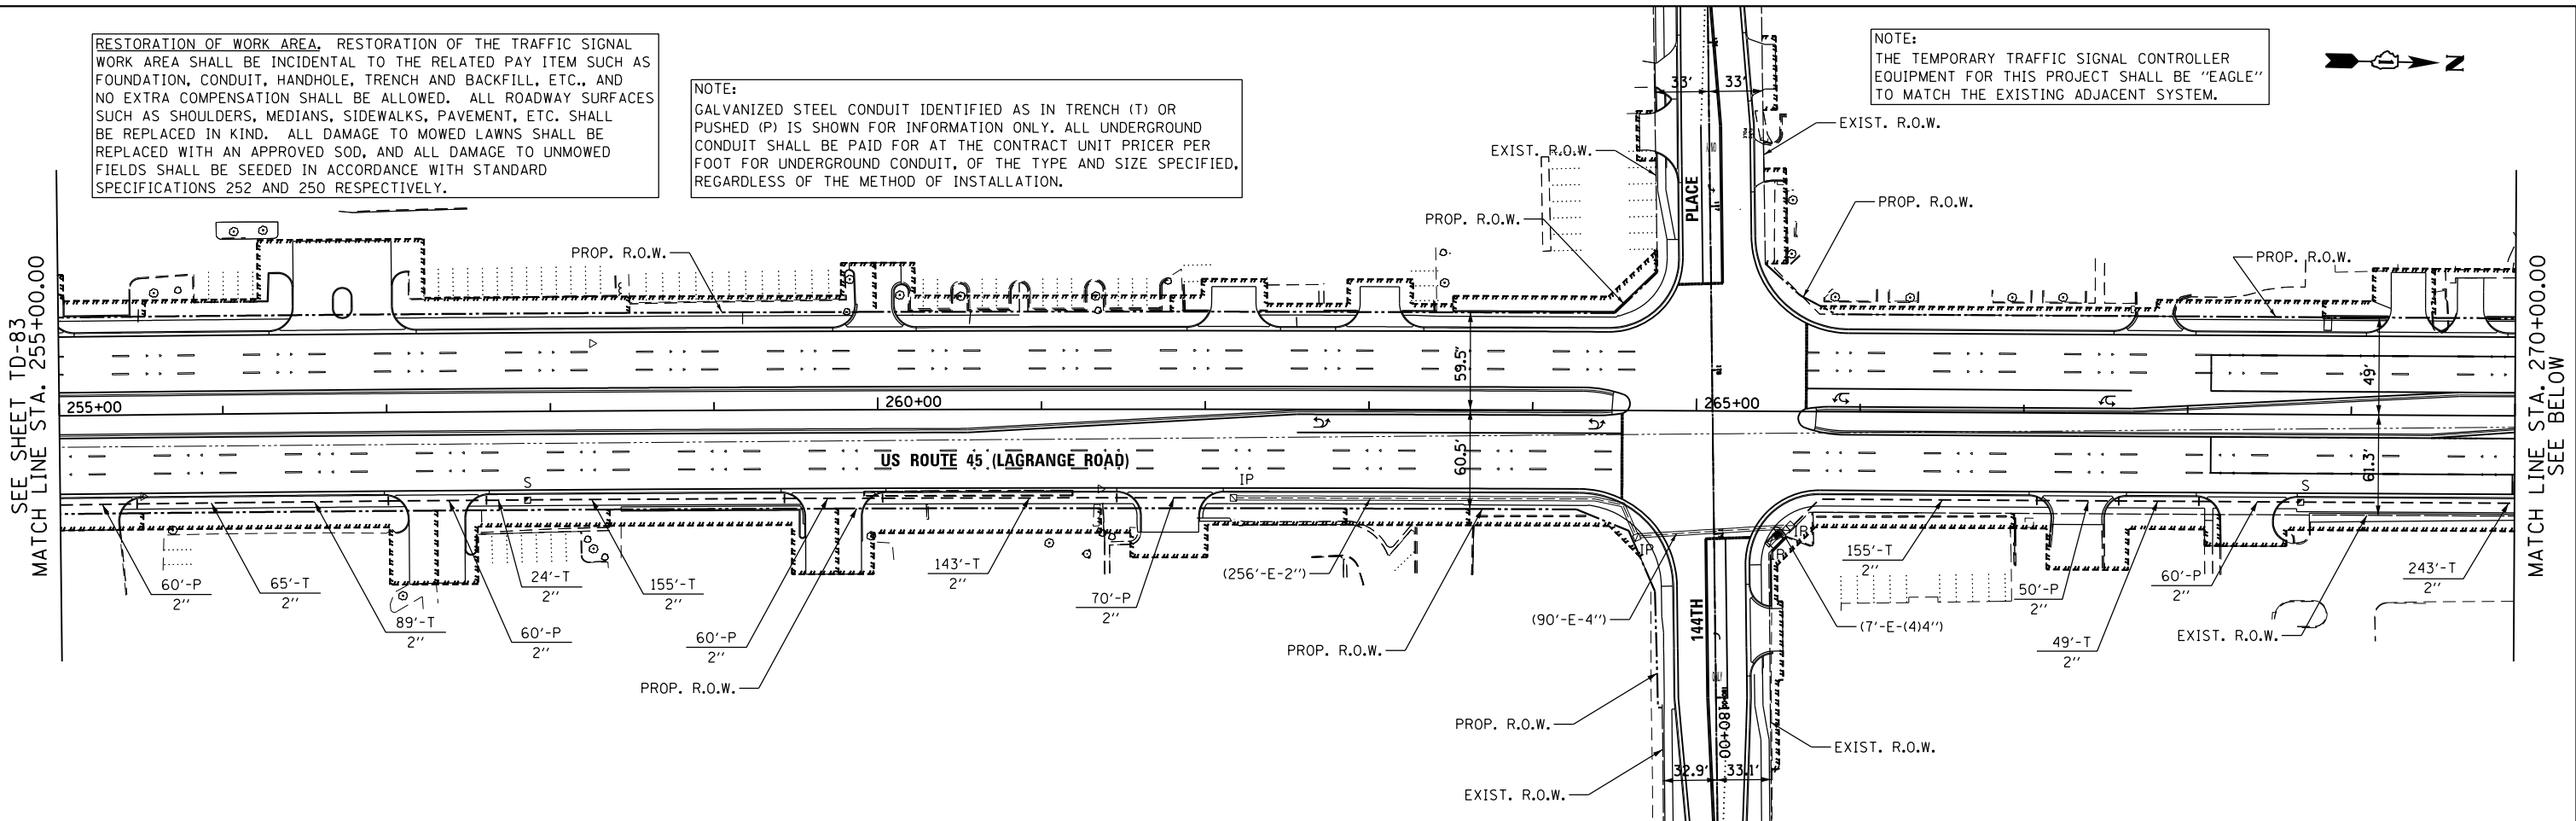 RESTORATION OF WORK AREA. RESTORATION OF THE TRAFFIC SIGNAL
WORK AREA SHALL BE INCIDENTAL TO THE RELATED PAY ITEM SUCH AS
FOUNDATION, CONDUIT, HANDHOLE, TRENCH AND BACKFILL, ETC., AND
NO EXTRA COMPENSATION SHALL BE ALLOWED. ALL ROADWAY SURFACES
SUCH AS SHOULDERS, MEDIANS, SIDEWALKS, PAVEMENT, ETC. SHALL
BE REPLACED IN KIND. ALL DAMAGE TO MOWED LAWNS SHALL BE
REPLACED WITH AN APPROVED SOD, AND ALL DAMAGE TO UNMOWED
FIELDS SHALL BE SEEDED IN ACCORDANCE WITH STANDARD
SPECIFICATIONS 252 AND 250 RESPECTIVELY.
NOTE:
GALVANIZED STEEL CONDUIT IDENTIFIED AS IN TRENCH (T) OR
PUSHED (P) IS SHOWN FOR INFORMATION ONLY. ALL UNDERGROUND
CONDUIT SHALL BE PAID FOR AT THE CONTRACT UNIT PRICER PER
FOOT FOR UNDERGROUND CONDUIT, OF THE TYPE AND SIZE SPECIFIED,
REGARDLESS OF THE METHOD OF INSTALLATION.
NOTE:
THE TEMPORARY TRAFFIC SIGNAL CONTROLLER
EQUIPMENT FOR THIS PROJECT SHALL BE "EAGLE"
TO MATCH THE EXISTING ADJACENT SYSTEM.
N
33'
33'
EXIST. R.O.W.
EXIST. R.O.W.
PROP. R.O.W.
PROP. R.O.W.
PROP. R.O.W.
PROP. R.O.W.
PLACE
SEE SHEET TD-83
MATCH LINE STA. 255+00.00
MATCH LINE STA. 270+00.00
SEE BELOW
59.5'
49'
255+00
260+00
265+00
60.5'
61.3'
US ROUTE 45 (LAGRANGE ROAD)
S
IP
S
IP
60'-P
2''
65'-T
2''
89'-T
2''
60'-P
2''
24'-T
2''
155'-T
2''
60'-P
2''
143'-T
2''
70'-P
2''
(256'-E-2'')
(90'-E-4'')
(7'-E-(4)4'')
155'-T
2''
50'-P
2''
49'-T
2''
60'-P
2''
243'-T
2''
EXIST. R.O.W.
PROP. R.O.W.
PROP. R.O.W.
PROP. R.O.W.
144TH
180+00
EXIST. R.O.W.
32.9'
33.1'
EXIST. R.O.W.